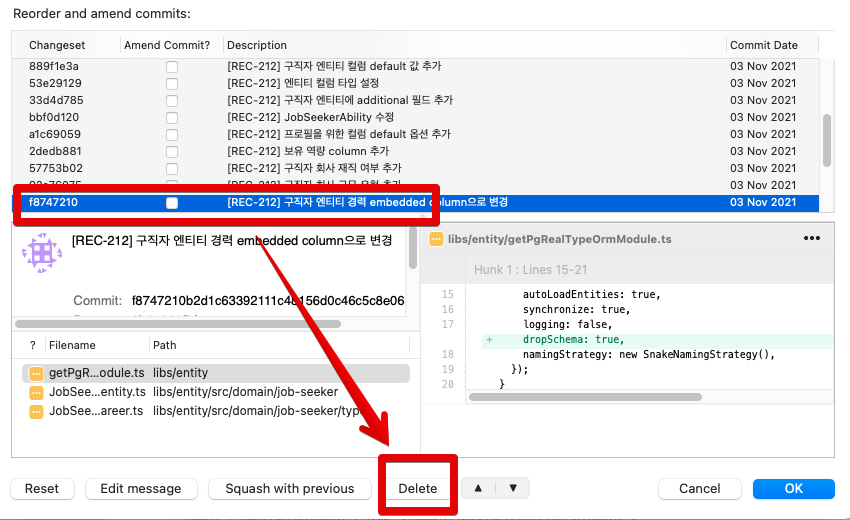 Reorder and amend commits:
Changeset Amend Commit? Description Commit Date
889f1e3a [REC-212] 구직자 엔티티 컬럼 default 값 추가 03 Nov 2021
53e29129 [REC-212] 엔티티 컬럼 타입 설정 03 Nov 2021
33d4d785 [REC-212] 구직자 엔티티에 additional 필드 추가 03 Nov 2021
bbf0d120 [REC-212] JobSeekerAbility 수정 03 Nov 2021
a1c69059 [REC-212] 프로필을 위한 컬럼 default 옵션 추가 03 Nov 2021
2dedb881 [REC-212] 보유 역량 column 추가 03 Nov 2021
57753b02 [REC-212] 구직자 회사 재직 여부 추가 03 Nov 2021
03 Nov 2021
f8747210 [REC-212] 구직자 엔티티 경력 embedded column으로 변경 03 Nov 2021
[REC-212] 구직자 엔티티 경력 embedded column으로 변경
Commit: f8747210b2d1c63392111c48156d0c46c5c8e06
? Filename Path
getPgR...odule.ts libs/entity
JobSee...entity.ts libs/entity/src/domain/job-seeker
JobSee...areer.ts libs/entity/src/domain/job-seeker/type
libs/entity/getPgRealTypeOrmModule.ts •••
Hunk 1 : Lines 15-21
15 autoLoadEntities: true,
16 synchronize: true,
17 logging: false,
+ dropSchema: true,
18 namingStrategy: new SnakeNamingStrategy(),
19 });
20 }
Reset Edit message Squash with previous Delete ▲ ▼ Cancel OK